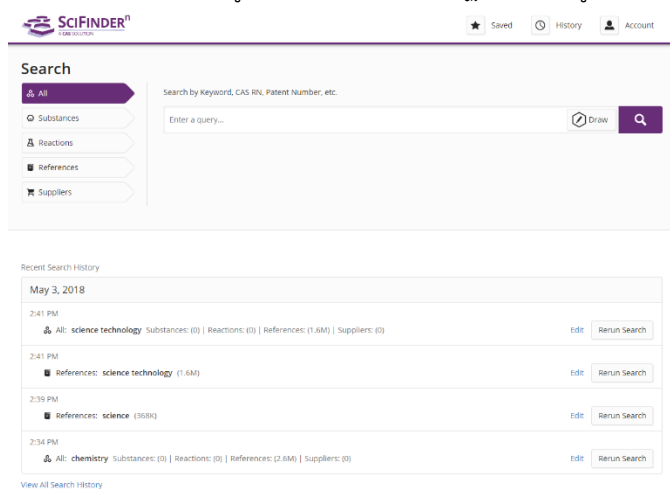 SCIFINDERⁿ
A CAS SOLUTION
Saved
History
Account
Search
All
Substances
Reactions
References
Suppliers
Search by Keyword, CAS RN, Patent Number, etc.
Enter a query...
Draw
Recent Search History
May 3, 2018
2:41 PM
All: science technology Substances: (0) | Reactions: (0) | References: (1.6M) | Suppliers: (0)
Edit
Rerun Search
2:41 PM
References: science technology (1.6M)
Edit
Rerun Search
2:39 PM
References: science (368K)
Edit
Rerun Search
2:34 PM
All: chemistry Substances: (0) | Reactions: (0) | References: (2.6M) | Suppliers: (0)
Edit
Rerun Search
View All Search History